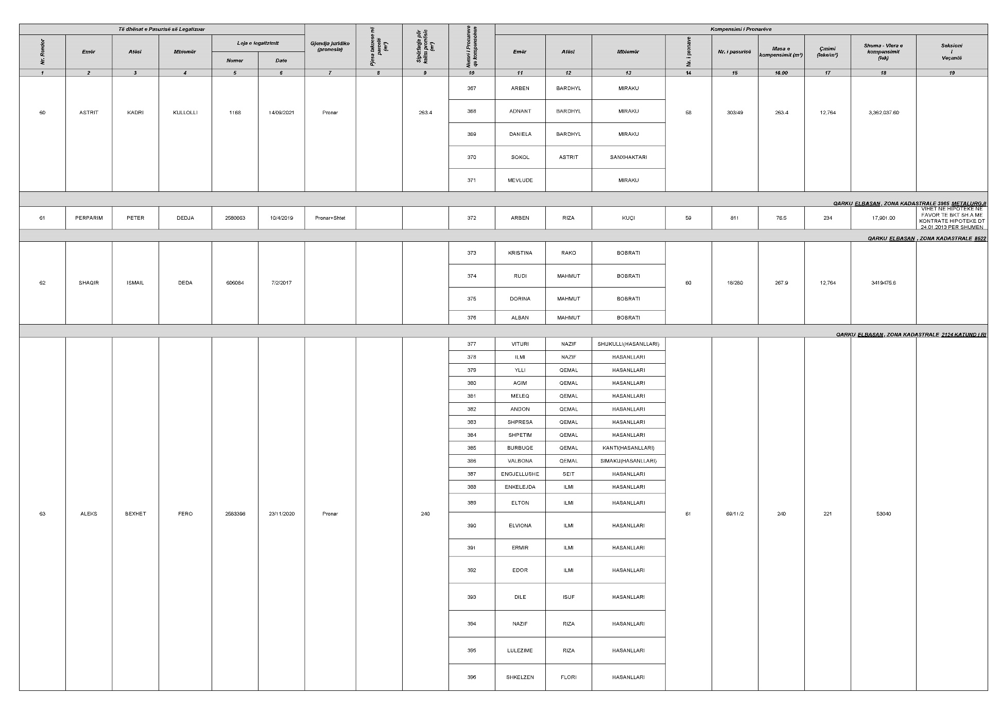 Të dhënat e Pasurisë së Legalizuar
Gjendja juridike (pronesia)
Pjesa takuese në parcelë (m²)
Sipërfaqja për kalim pronësie (m²)
Numri i Pronareve qe kompensohen
Kompensimi i Pronarëve
Nr. Rendor
Emër
Atësi
Mbiemër
Leja e legalizimit
Numer
Date
Emër
Atësi
Mbiemër
Nr. i pronave
Nr. i pasurisë
Masa e kompensimit (m²)
Çmimi (leke/m²)
Shuma - Vlera e kompensimit (lek)
Seksioni i Veçantë
1 2 3 4 5 6 7 8 9 10 11 12 13 14 15 16.00 17 18 19
367 ARBEN BARDHYL MIRAKU
60 ASTRIT KADRI KULLOLLI 1168 14/09/2021 Pronar 263.4 368 ADNANT BARDHYL MIRAKU 58 303/49 263.4 12,764 3,362,037.60
369 DANIELA BARDHYL MIRAKU
370 SOKOL ASTRIT SANXHAKTARI
371 MEVLUDE MIRAKU
QARKU ELBASAN, ZONA KADASTRALE 3965 METALURGJI
61 PERPARIM PETER DEDJA 2580663 10/4/2019 Pronar+Shtet 372 ARBEN RIZA KUÇI 59 811 76.5 234 17,901.00
VIHET NE HIPOTEKE NE
FAVOR TE BKT SH.A ME
KONTRATE HIPOTEKE DT
24.01.2013 PER SHUMEN
QARKU ELBASAN , ZONA KADASTRALE 8522
373 KRISTINA RAKO BOBRATI
374 RUDI MAHMUT BOBRATI
62 SHAQIR ISMAIL DEDA 606084 7/2/2017 60 18/280 267.9 12,764 3419475.6
375 DORINA MAHMUT BOBRATI
376 ALBAN MAHMUT BOBRATI
QARKU ELBASAN, ZONA KADASTRALE 2124 KATUND I RI
377 VITURI NAZIF SHUKULLI(HASANLLARI)
378 ILMI NAZIF HASANLLARI
379 YLLI QEMAL HASANLLARI
380 AGIM QEMAL HASANLLARI
381 MELEQ QEMAL HASANLLARI
382 ANDON QEMAL HASANLLARI
383 SHPRESA QEMAL HASANLLARI
384 SHPETIM QEMAL HASANLLARI
385 BURBUQE QEMAL KANTI(HASANLLARI)
386 VALBONA QEMAL SIMAKU(HASANLLARI)
387 ENGJELLUSHE SEIT HASANLLARI
388 ENKELEJDA ILMI HASANLLARI
389 ELTON ILMI HASANLLARI
63 ALEKS BEXHET FERO 2583398 23/11/2020 Pronar 240 61 69/11/2 240 221 53040
390 ELVIONA ILMI HASANLLARI
391 ERMIR ILMI HASANLLARI
392 EDOR ILMI HASANLLARI
393 DILE ISUF HASANLLARI
394 NAZIF RIZA HASANLLARI
395 LULEZIME RIZA HASANLLARI
396 SHKELZEN FLORI HASANLLARI